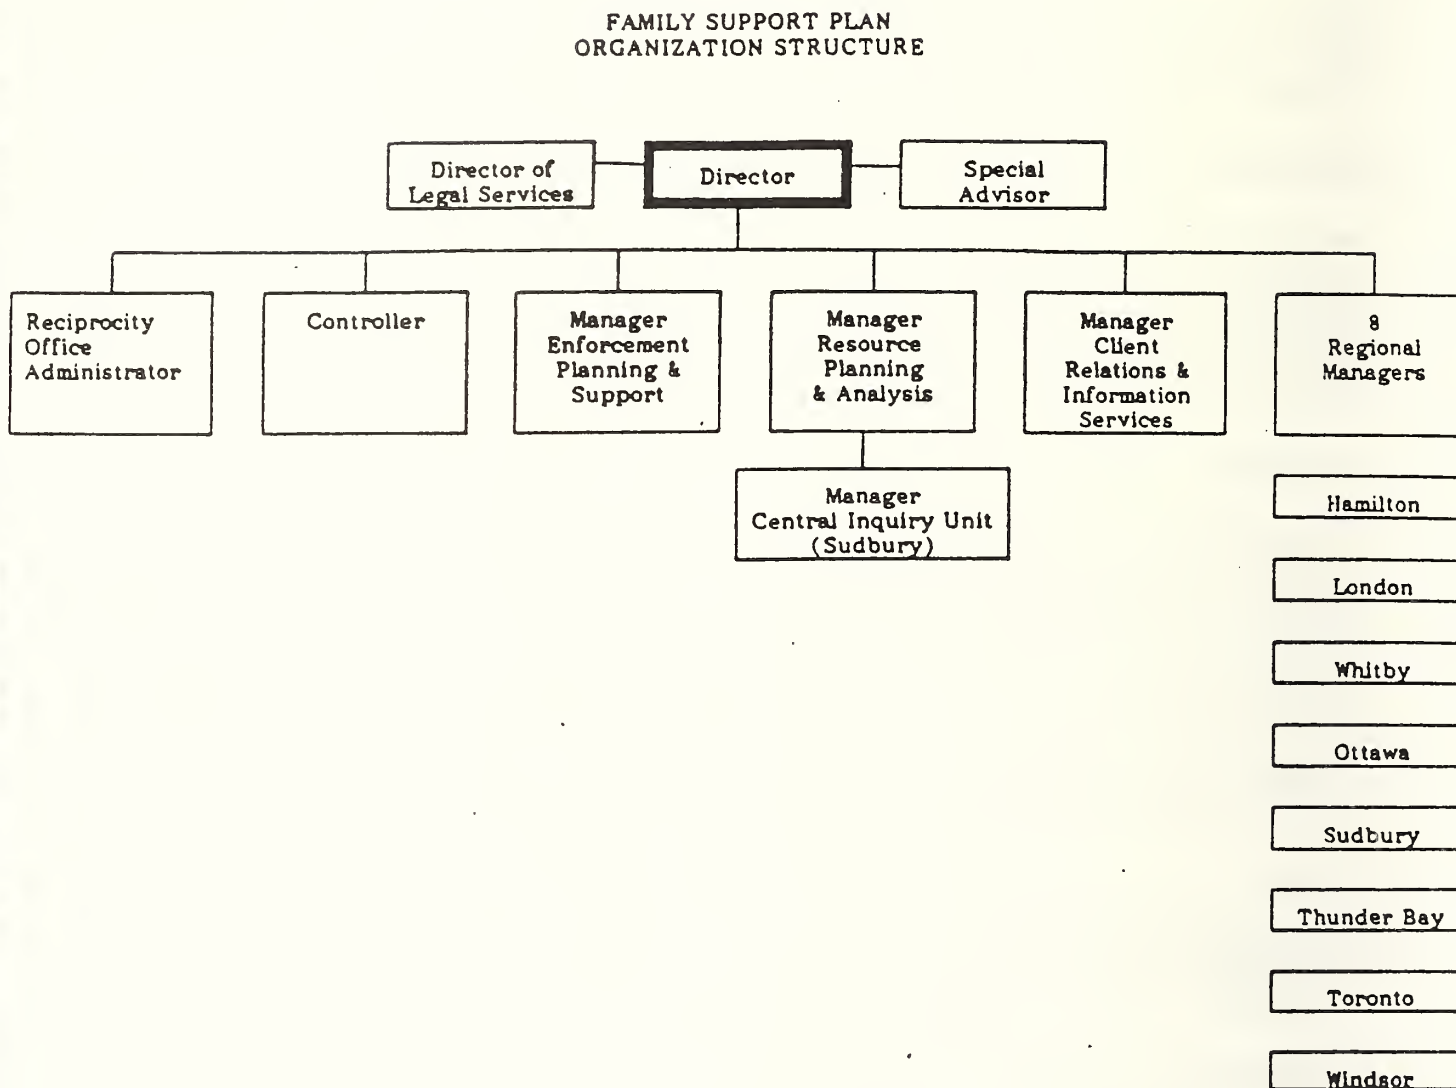 FAMILY SUPPORT PLAN
ORGANIZATION STRUCTURE
Director of
Legal Services
Director
Special
Advisor
Reciprocity
Office
Administrator
Controller
Manager
Enforcement
Planning &
Support
Manager
Resource
Planning
& Analysis
Manager
Client
Relations &
Information
Services
8
Regional
Managers
Manager
Central Inquiry Unit
(Sudbury)
Hamilton
London
Whitby
Ottawa
Sudbury
Thunder Bay
Toronto
Windsor